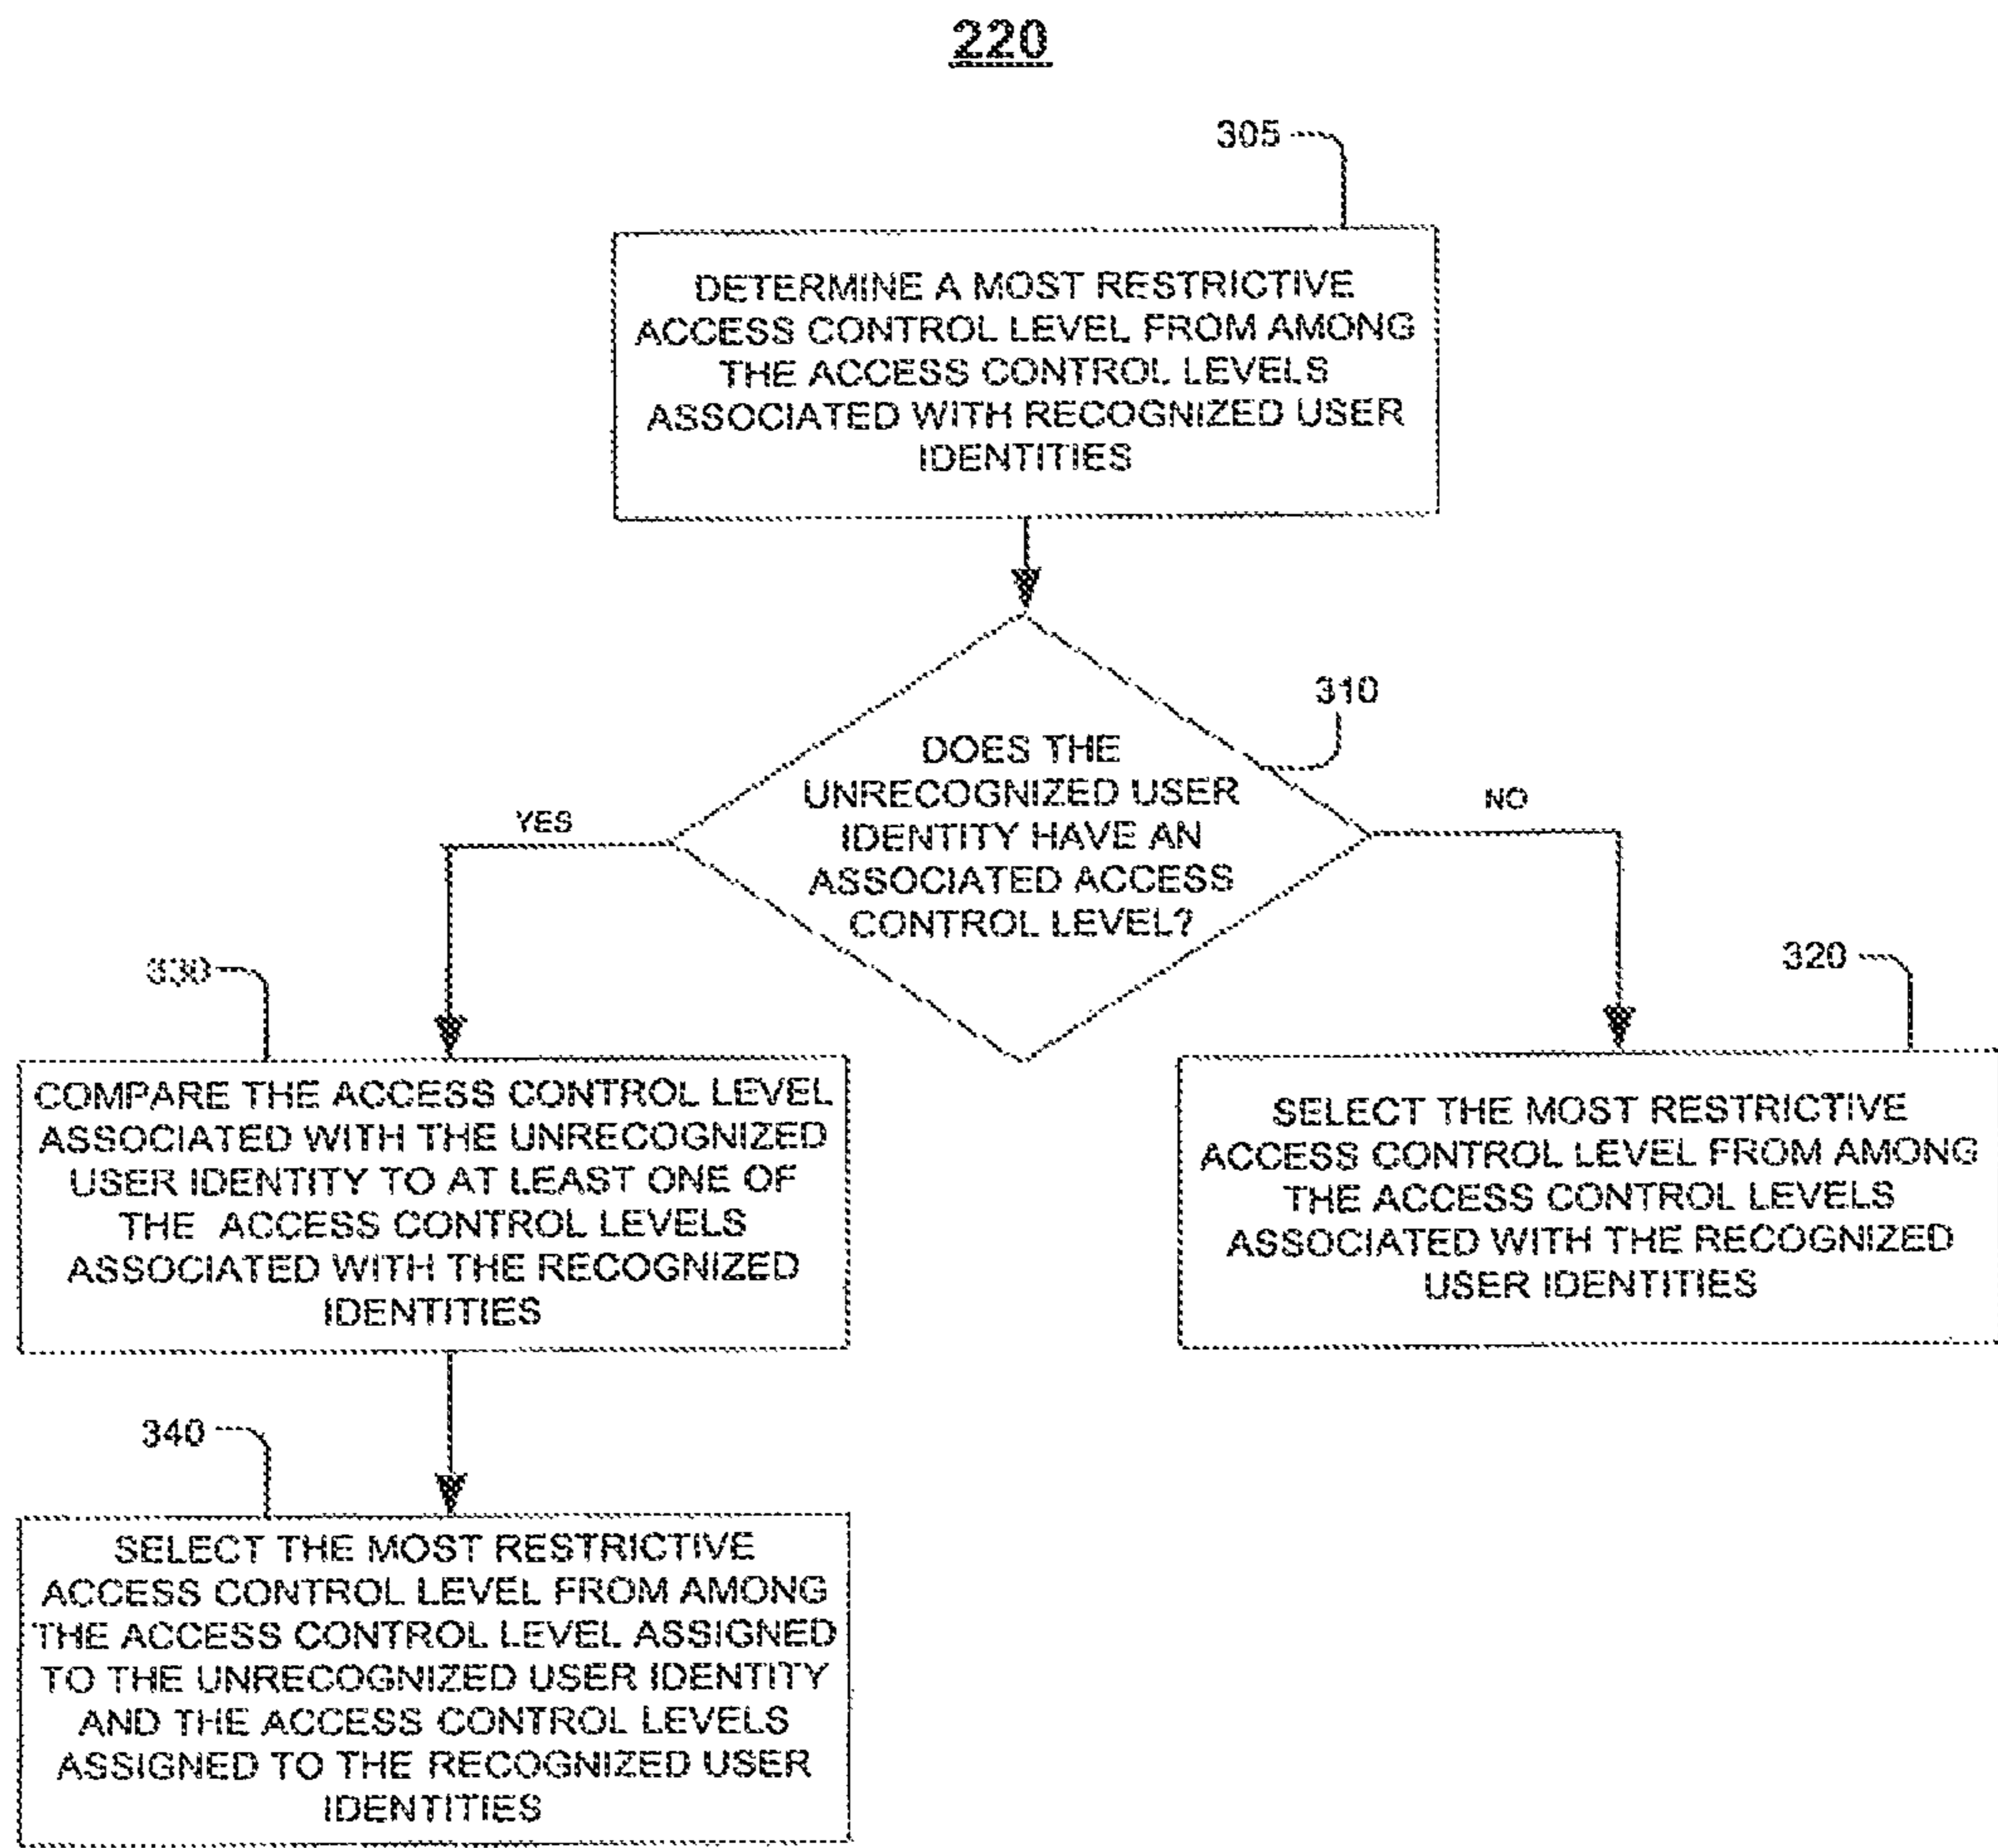 220
305
DETERMINE A MOST RESTRICTIVE
ACCESS CONTROL LEVEL FROM AMONG
THE ACCESS CONTROL LEVELS
ASSOCIATED WITH RECOGNIZED USER
IDENTITIES
310
DOES THE
UNRECOGNIZED USER
IDENTITY HAVE AN
ASSOCIATED ACCESS
CONTROL LEVEL?
YES
NO
330
COMPARE THE ACCESS CONTROL LEVEL
ASSOCIATED WITH THE UNRECOGNIZED
USER IDENTITY TO AT LEAST ONE OF
THE ACCESS CONTROL LEVELS
ASSOCIATED WITH THE RECOGNIZED
IDENTITIES
320
SELECT THE MOST RESTRICTIVE
ACCESS CONTROL LEVEL FROM AMONG
THE ACCESS CONTROL LEVELS
ASSOCIATED WITH THE RECOGNIZED
USER IDENTITIES
340
SELECT THE MOST RESTRICTIVE
ACCESS CONTROL LEVEL FROM AMONG
THE ACCESS CONTROL LEVEL ASSIGNED
TO THE UNRECOGNIZED USER IDENTITY
AND THE ACCESS CONTROL LEVELS
ASSIGNED TO THE RECOGNIZED USER
IDENTITIES